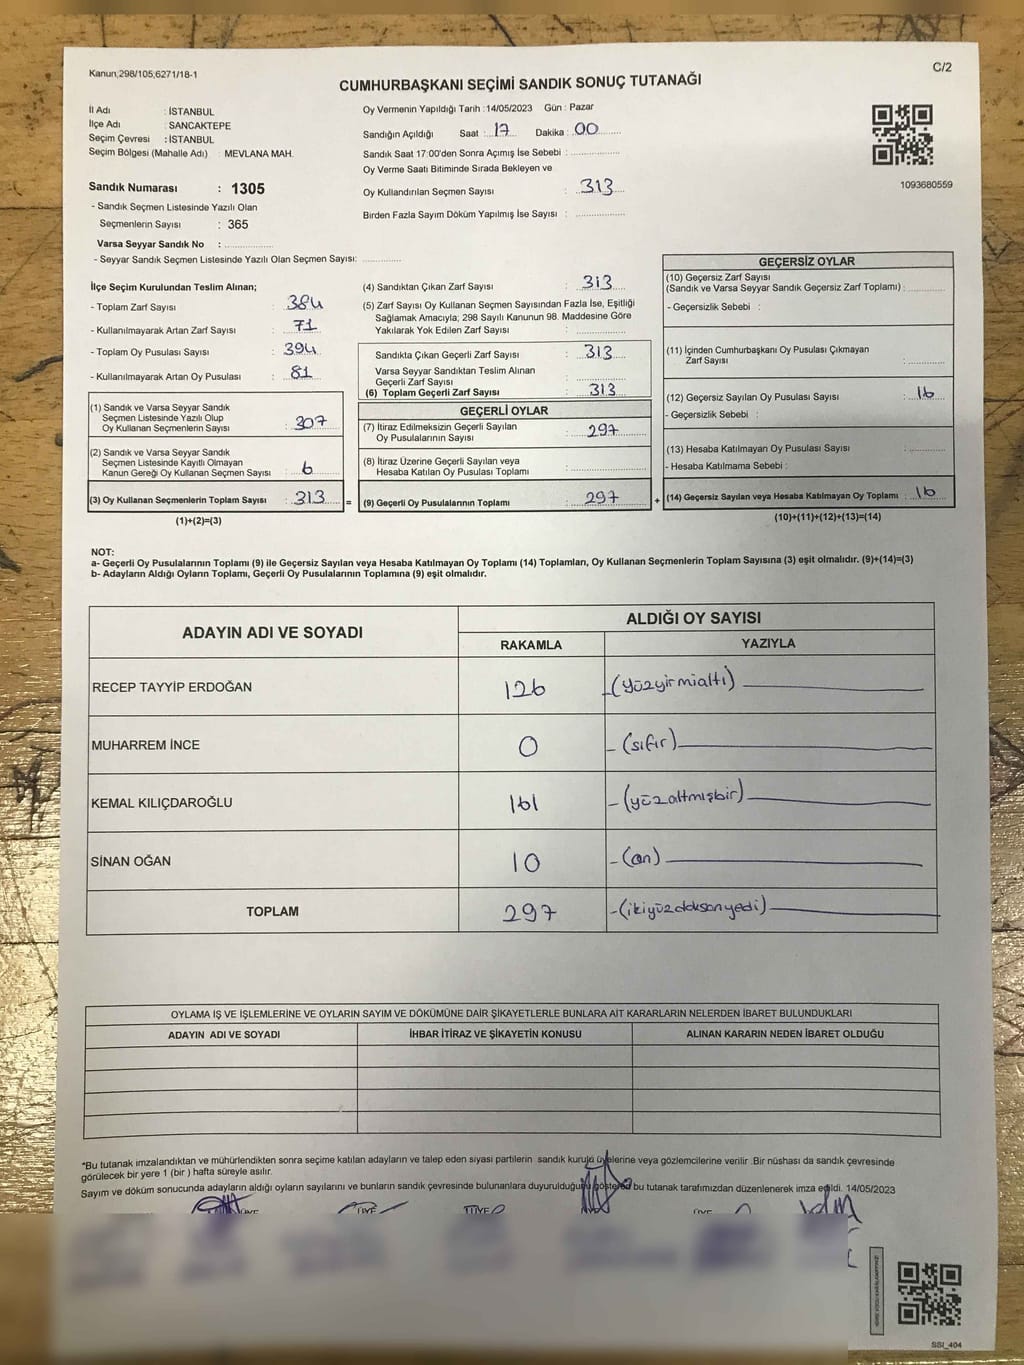 Kanun;298/105;6271/18-1
C/2
CUMHURBAŞKANI SEÇİMİ SANDIK SONUÇ TUTANAĞI
İl Adı : İSTANBUL
İlçe Adı : SANCAKTEPE
Seçim Çevresi : İSTANBUL
Seçim Bölgesi (Mahalle Adı) : MEVLANA MAH.
Oy Vermenin Yapıldığı Tarih :14/05/2023 Gün : Pazar
Sandığın Açıldığı Saat : 17 Dakika : 00
Sandık Saat 17:00'den Sonra Açımış İse Sebebi :
Oy Verme Saati Bitiminde Sırada Bekleyen ve
Oy Kullandırılan Seçmen Sayısı : 313
Birden Fazla Sayım Döküm Yapılmış İse Sayısı :
1093680559
Sandık Numarası : 1305
- Sandık Seçmen Listesinde Yazılı Olan
Seçmenlerin Sayısı : 365
Varsa Seyyar Sandık No :
- Seyyar Sandık Seçmen Listesinde Yazılı Olan Seçmen Sayısı:
İlçe Seçim Kurulundan Teslim Alınan;
- Toplam Zarf Sayısı : 384
- Kullanılmayarak Artan Zarf Sayısı : 71
- Toplam Oy Pusulası Sayısı : 394
- Kullanılmayarak Artan Oy Pusulası : 81
(1) Sandık ve Varsa Seyyar Sandık
Seçmen Listesinde Yazılı Olup
Oy Kullanan Seçmenlerin Sayısı : 307
(2) Sandık ve Varsa Seyyar Sandık
Seçmen Listesinde Kayıtlı Olmayan
Kanun Gereği Oy Kullanan Seçmen Sayısı : 6
(3) Oy Kullanan Seçmenlerin Toplam Sayısı : 313 =
(1)+(2)=(3)
(4) Sandıktan Çıkan Zarf Sayısı : 313
(5) Zarf Sayısı Oy Kullanan Seçmen Sayısından Fazla İse, Eşitliği
Sağlamak Amacıyla; 298 Sayılı Kanunun 98. Maddesine Göre
Yakılarak Yok Edilen Zarf Sayısı :
Sandıkta Çıkan Geçerli Zarf Sayısı : 313
Varsa Seyyar Sandıktan Teslim Alınan
Geçerli Zarf Sayısı :
(6) Toplam Geçerli Zarf Sayısı : 313
GEÇERLİ OYLAR
(7) İtiraz Edilmeksizin Geçerli Sayılan
Oy Pusulalarının Sayısı : 297
(8) İtiraz Üzerine Geçerli Sayılan veya
Hesaba Katılan Oy Pusulası Toplamı :
(9) Geçerli Oy Pusulalarının Toplamı : 297 +
GEÇERSİZ OYLAR
(10) Geçersiz Zarf Sayısı
(Sandık ve Varsa Seyyar Sandık Geçersiz Zarf Toplamı) :
- Geçersizlik Sebebi :
(11) İçinden Cumhurbaşkanı Oy Pusulası Çıkmayan
Zarf Sayısı :
(12) Geçersiz Sayılan Oy Pusulası Sayısı : 16
- Geçersizlik Sebebi :
(13) Hesaba Katılmayan Oy Pusulası Sayısı :
- Hesaba Katılmama Sebebi :
(14) Geçersiz Sayılan veya Hesaba Katılmayan Oy Toplamı : 16
(10)+(11)+(12)+(13)=(14)
NOT:
a- Geçerli Oy Pusulalarının Toplamı (9) ile Geçersiz Sayılan veya Hesaba Katılmayan Oy Toplamı (14) Toplamları, Oy Kullanan Seçmenlerin Toplam Sayısına (3) eşit olmalıdır. (9)+(14)=(3)
b- Adayların Aldığı Oyların Toplamı, Geçerli Oy Pusulalarının Toplamına (9) eşit olmalıdır.
ADAYIN ADI VE SOYADI
ALDIĞI OY SAYISI
RAKAMLA YAZIYLA
RECEP TAYYİP ERDOĞAN 126 - (yüzyirmialtı)
MUHARREM İNCE 0 - (sıfır)
KEMAL KILIÇDAROĞLU 161 - (yüzaltmışbir)
SİNAN OĞAN 10 - (on)
TOPLAM 297 - (ikiyüzdoksanyedi)
OYLAMA İŞ VE İŞLEMLERİNE VE OYLARIN SAYIM VE DÖKÜMÜNE DAİR ŞİKAYETLERLE BUNLARA AİT KARARLARIN NELERDEN İBARET BULUNDUKLARI
ADAYIN ADI VE SOYADI İHBAR İTİRAZ VE ŞİKAYETİN KONUSU ALINAN KARARIN NEDEN İBARET OLDUĞU
*Bu tutanak imzalandıktan ve mühürlendikten sonra seçime katılan adayların ve talep eden siyasi partilerin sandık kurulu üyelerine veya gözlemcilerine verilir .Bir nüshası da sandık çevresinde
görülecek bir yere 1 (bir ) hafta süreyle asılır.
Sayım ve döküm sonucunda adayların aldığı oyların sayılarını ve bunların sandık çevresinde bulunanlara duyurulduğunu gösteren bu tutanak tarafımızdan düzenlenerek imza edildi. 14/05/2023
ÜYE ÜYE ÜYE ÜYE
SSI_404